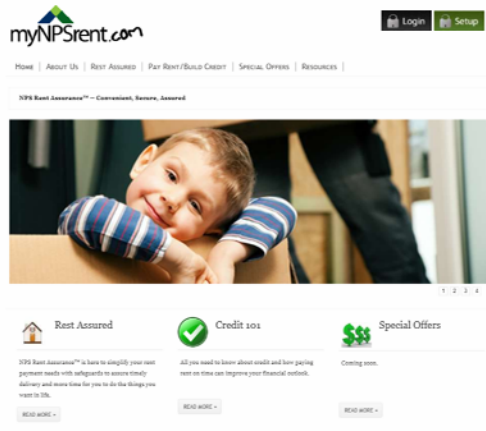 myNPSrent.com
Login
Setup
Home | About Us | Rest Assured | Pay Rent/Build Credit | Special Offers | Resources |
NPS Rent Assurance™ – Convenient, Secure, Assured
1 2 3 4
Rest Assured
NPS Rent Assurance™ is here to simplify your rent
payment needs with safeguards to assure timely
delivery and more time for you to do the things you
want in life.
READ MORE »
Credit 101
All you need to know about credit and how paying
rent on time can improve your financial outlook.
READ MORE »
$$$
Special Offers
Coming soon.
READ MORE »